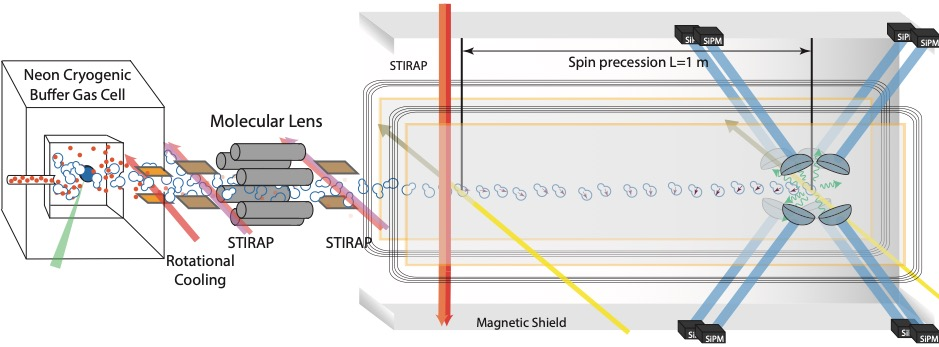 Neon Cryogenic
Buffer Gas Cell
Molecular Lens
STIRAP
STIRAP
Rotational
Cooling
STIRAP
Spin precession L=1 m
Magnetic Shield
SiPM
SiPM
SiPM
SiPM
SiPM